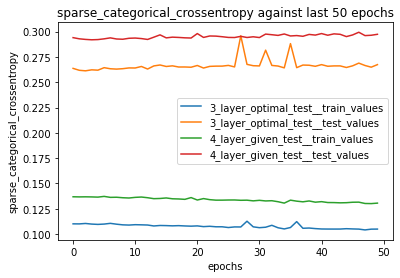 sparse_categorical_crossentropy against last 50 epochs
0.300
0.275
0.250
0.225
0.200
0.175
0.150
0.125
0.100
sparse_categorical_crossentropy
3_layer_optimal_test__train_values
3_layer_optimal_test__test_values
4_layer_given_test__train_values
4_layer_given_test__test_values
0 10 20 30 40 50
epochs